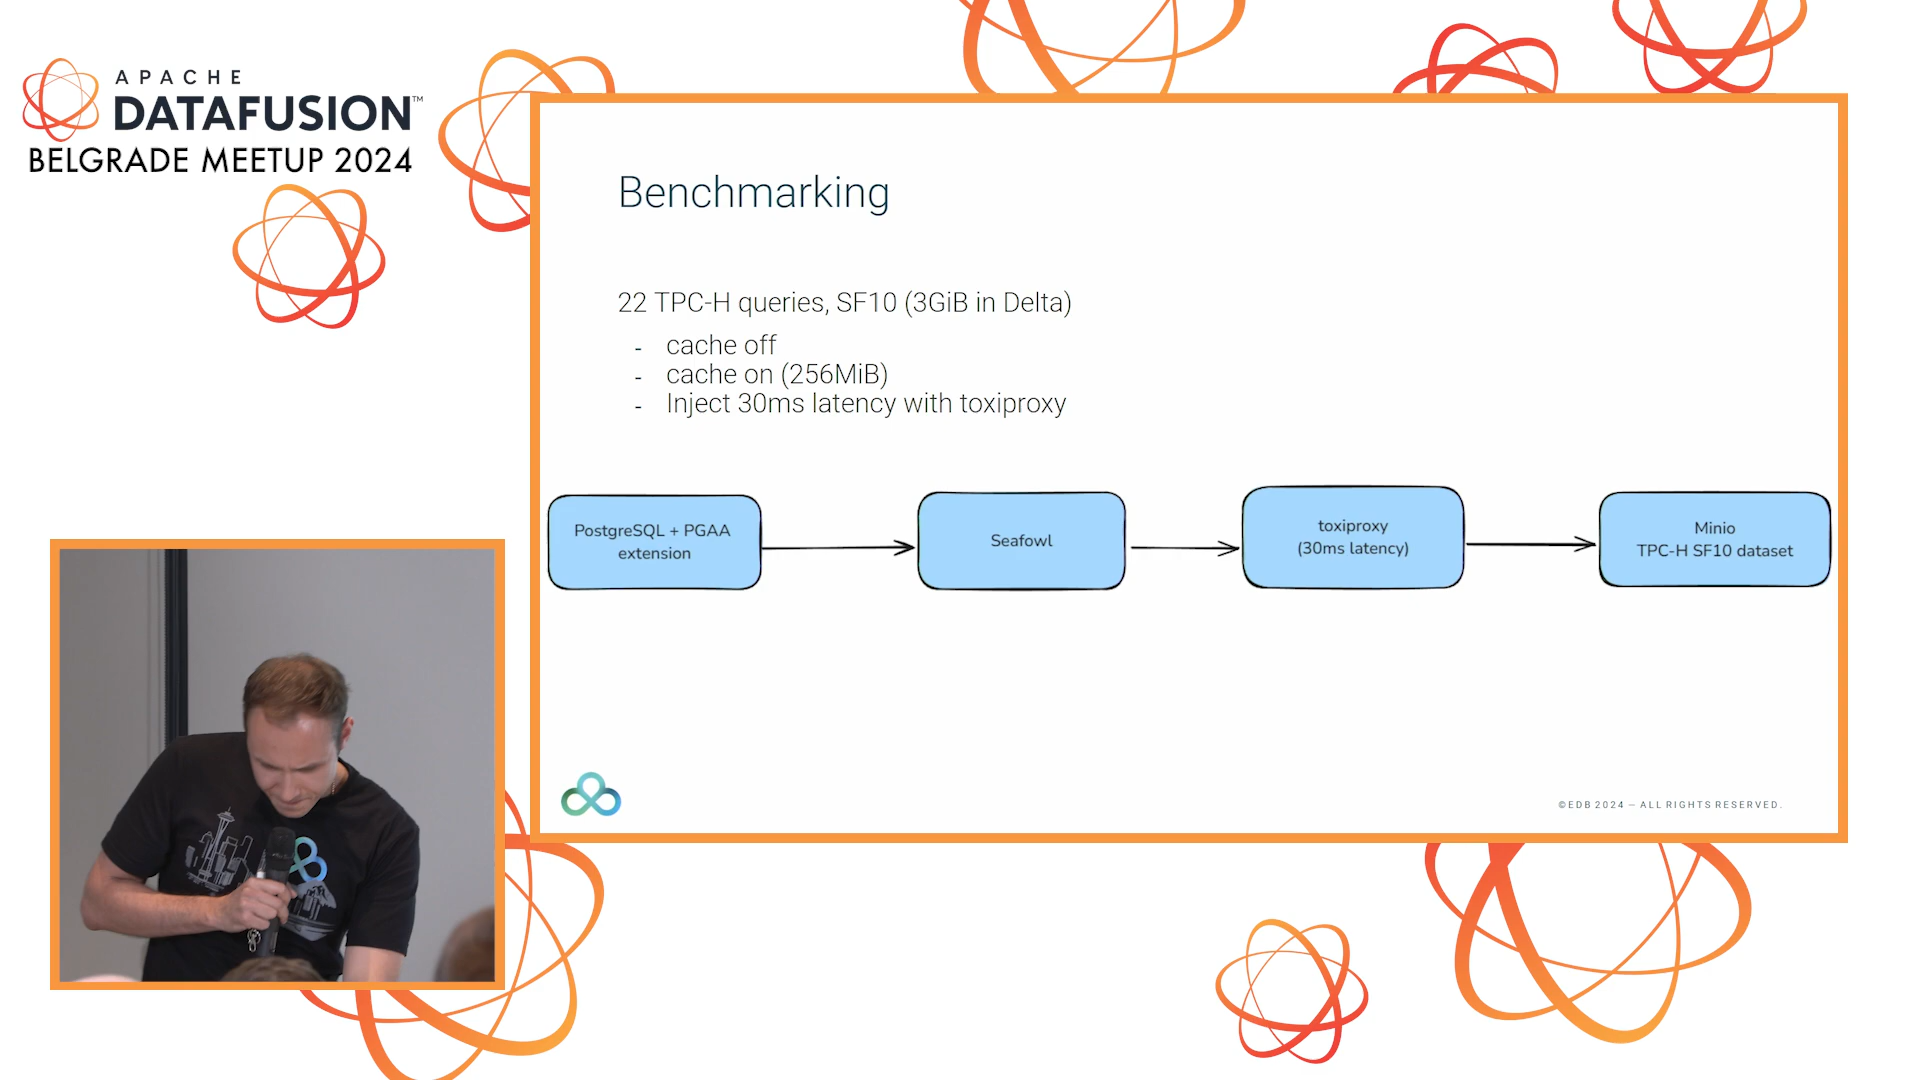 APACHE
DATAFUSION™
BELGRADE MEETUP 2024
Benchmarking
22 TPC-H queries, SF10 (3GiB in Delta)
- cache off
- cache on (256MiB)
- Inject 30ms latency with toxiproxy
PostgreSQL + PGAA
extension
Seafowl
toxiproxy
(30ms latency)
Minio
TPC-H SF10 dataset
©EDB 2024 — ALL RIGHTS RESERVED.